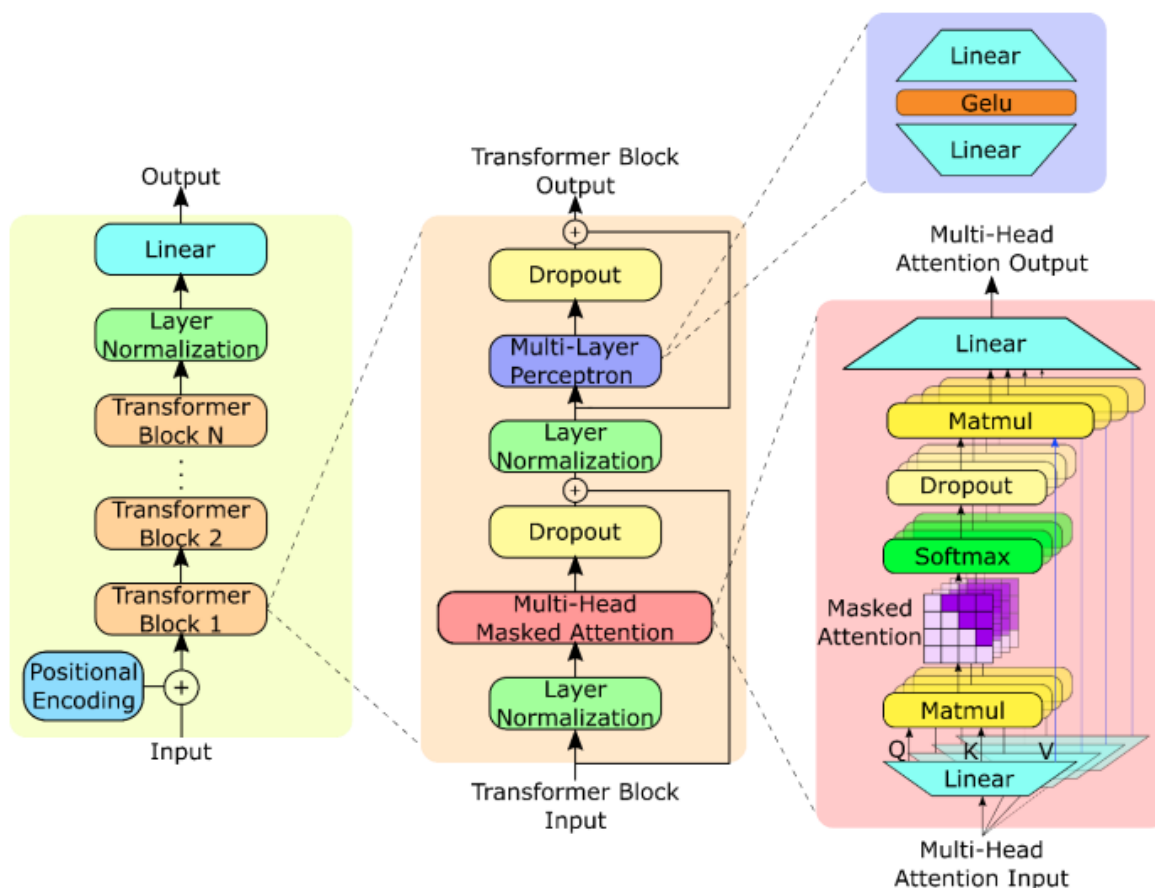 Output
Linear
Layer
Normalization
Transformer
Block N
Transformer
Block 2
Transformer
Block 1
Positional
Encoding
+
Input
Transformer Block
Output
+
Dropout
Multi-Layer
Perceptron
Layer
Normalization
+
Dropout
Multi-Head
Masked Attention
Layer
Normalization
Transformer Block
Input
Linear
Gelu
Linear
Multi-Head
Attention Output
Linear
Matmul
Dropout
Softmax
Masked
Attention
Matmul
Q K V
Linear
Multi-Head
Attention Input